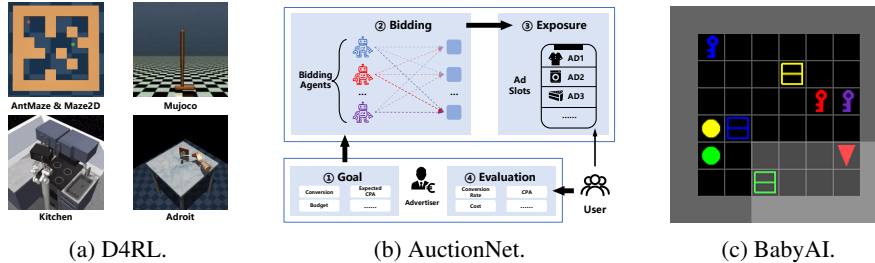 AntMaze & Maze2D
Mujoco
Kitchen
Adroit
(a) D4RL.
② Bidding
Bidding
Agents
...
...
③ Exposure
Ad
Slots
AD1
AD2
AD3
......
① Goal
Conversion
Expected
CPA
Budget
......
Advertiser
④ Evaluation
Conversion
Rate
CPA
Cost
......
User
(b) AuctionNet.
(c) BabyAI.